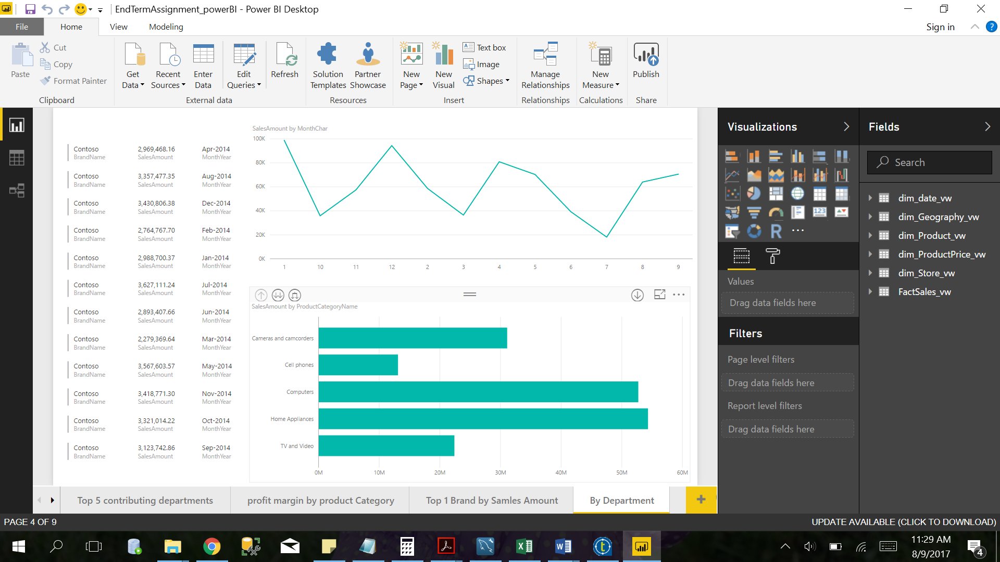 EndTermAssignment_powerBI - Power BI Desktop
File Home View Modeling Sign in ?
Paste
Cut
Copy
Format Painter
Clipboard
Get Data
Recent Sources
Enter Data
Edit Queries
Refresh
External data
Solution Templates
Partner Showcase
Resources
New Page
New Visual
Text box
Image
Shapes
Insert
Manage Relationships
Relationships
New Measure
Calculations
Publish
Share
Contoso 2,969,468.16 Apr-2014
BrandName SalesAmount MonthYear
Contoso 3,357,477.35 Aug-2014
BrandName SalesAmount MonthYear
Contoso 3,430,806.38 Dec-2014
BrandName SalesAmount MonthYear
Contoso 2,764,767.70 Feb-2014
BrandName SalesAmount MonthYear
Contoso 2,988,700.37 Jan-2014
BrandName SalesAmount MonthYear
Contoso 3,627,111.24 Jul-2014
BrandName SalesAmount MonthYear
Contoso 2,893,407.66 Jun-2014
BrandName SalesAmount MonthYear
Contoso 2,279,369.64 Mar-2014
BrandName SalesAmount MonthYear
Contoso 3,567,603.57 May-2014
BrandName SalesAmount MonthYear
Contoso 3,418,771.30 Nov-2014
BrandName SalesAmount MonthYear
Contoso 3,321,014.22 Oct-2014
BrandName SalesAmount MonthYear
Contoso 3,123,742.86 Sep-2014
BrandName SalesAmount MonthYear
SalesAmount by MonthChar
100K
80K
60K
40K
20K
0K
1 10 11 12 2 3 4 5 6 7 8 9
SalesAmount by ProductCategoryName
Cameras and camcorders
Cell phones
Computers
Home Appliances
TV and Video
0M 10M 20M 30M 40M 50M 60M
Visualizations
123
R
Values
Drag data fields here
Filters
Page level filters
Drag data fields here
Report level filters
Drag data fields here
Fields
Search
dim_date_vw
dim_Geography_vw
dim_Product_vw
dim_ProductPrice_vw
dim_Store_vw
FactSales_vw
Top 5 contributing departments profit margin by product Category Top 1 Brand by Samles Amount By Department +
PAGE 4 OF 9 UPDATE AVAILABLE (CLICK TO DOWNLOAD)
11:29 AM
8/9/2017
4